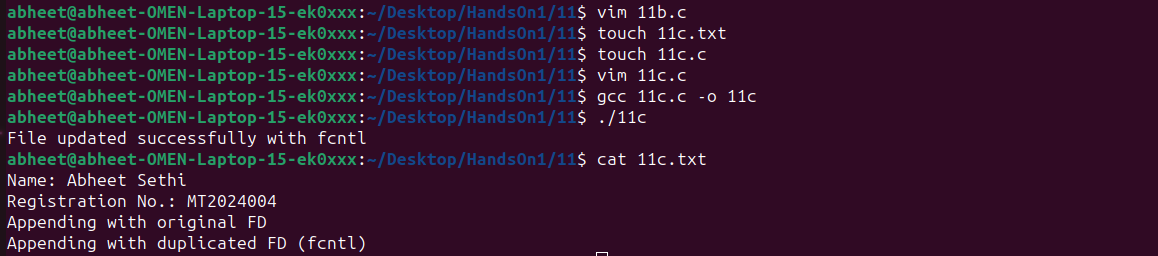 abheet@abheet-OMEN-Laptop-15-ek0xxx:~/Desktop/HandsOn1/11$ vim 11b.c
abheet@abheet-OMEN-Laptop-15-ek0xxx:~/Desktop/HandsOn1/11$ touch 11c.txt
abheet@abheet-OMEN-Laptop-15-ek0xxx:~/Desktop/HandsOn1/11$ touch 11c.c
abheet@abheet-OMEN-Laptop-15-ek0xxx:~/Desktop/HandsOn1/11$ vim 11c.c
abheet@abheet-OMEN-Laptop-15-ek0xxx:~/Desktop/HandsOn1/11$ gcc 11c.c -o 11c
abheet@abheet-OMEN-Laptop-15-ek0xxx:~/Desktop/HandsOn1/11$ ./11c
File updated successfully with fcntl
abheet@abheet-OMEN-Laptop-15-ek0xxx:~/Desktop/HandsOn1/11$ cat 11c.txt
Name: Abheet Sethi
Registration No.: MT2024004
Appending with original FD
Appending with duplicated FD (fcntl)